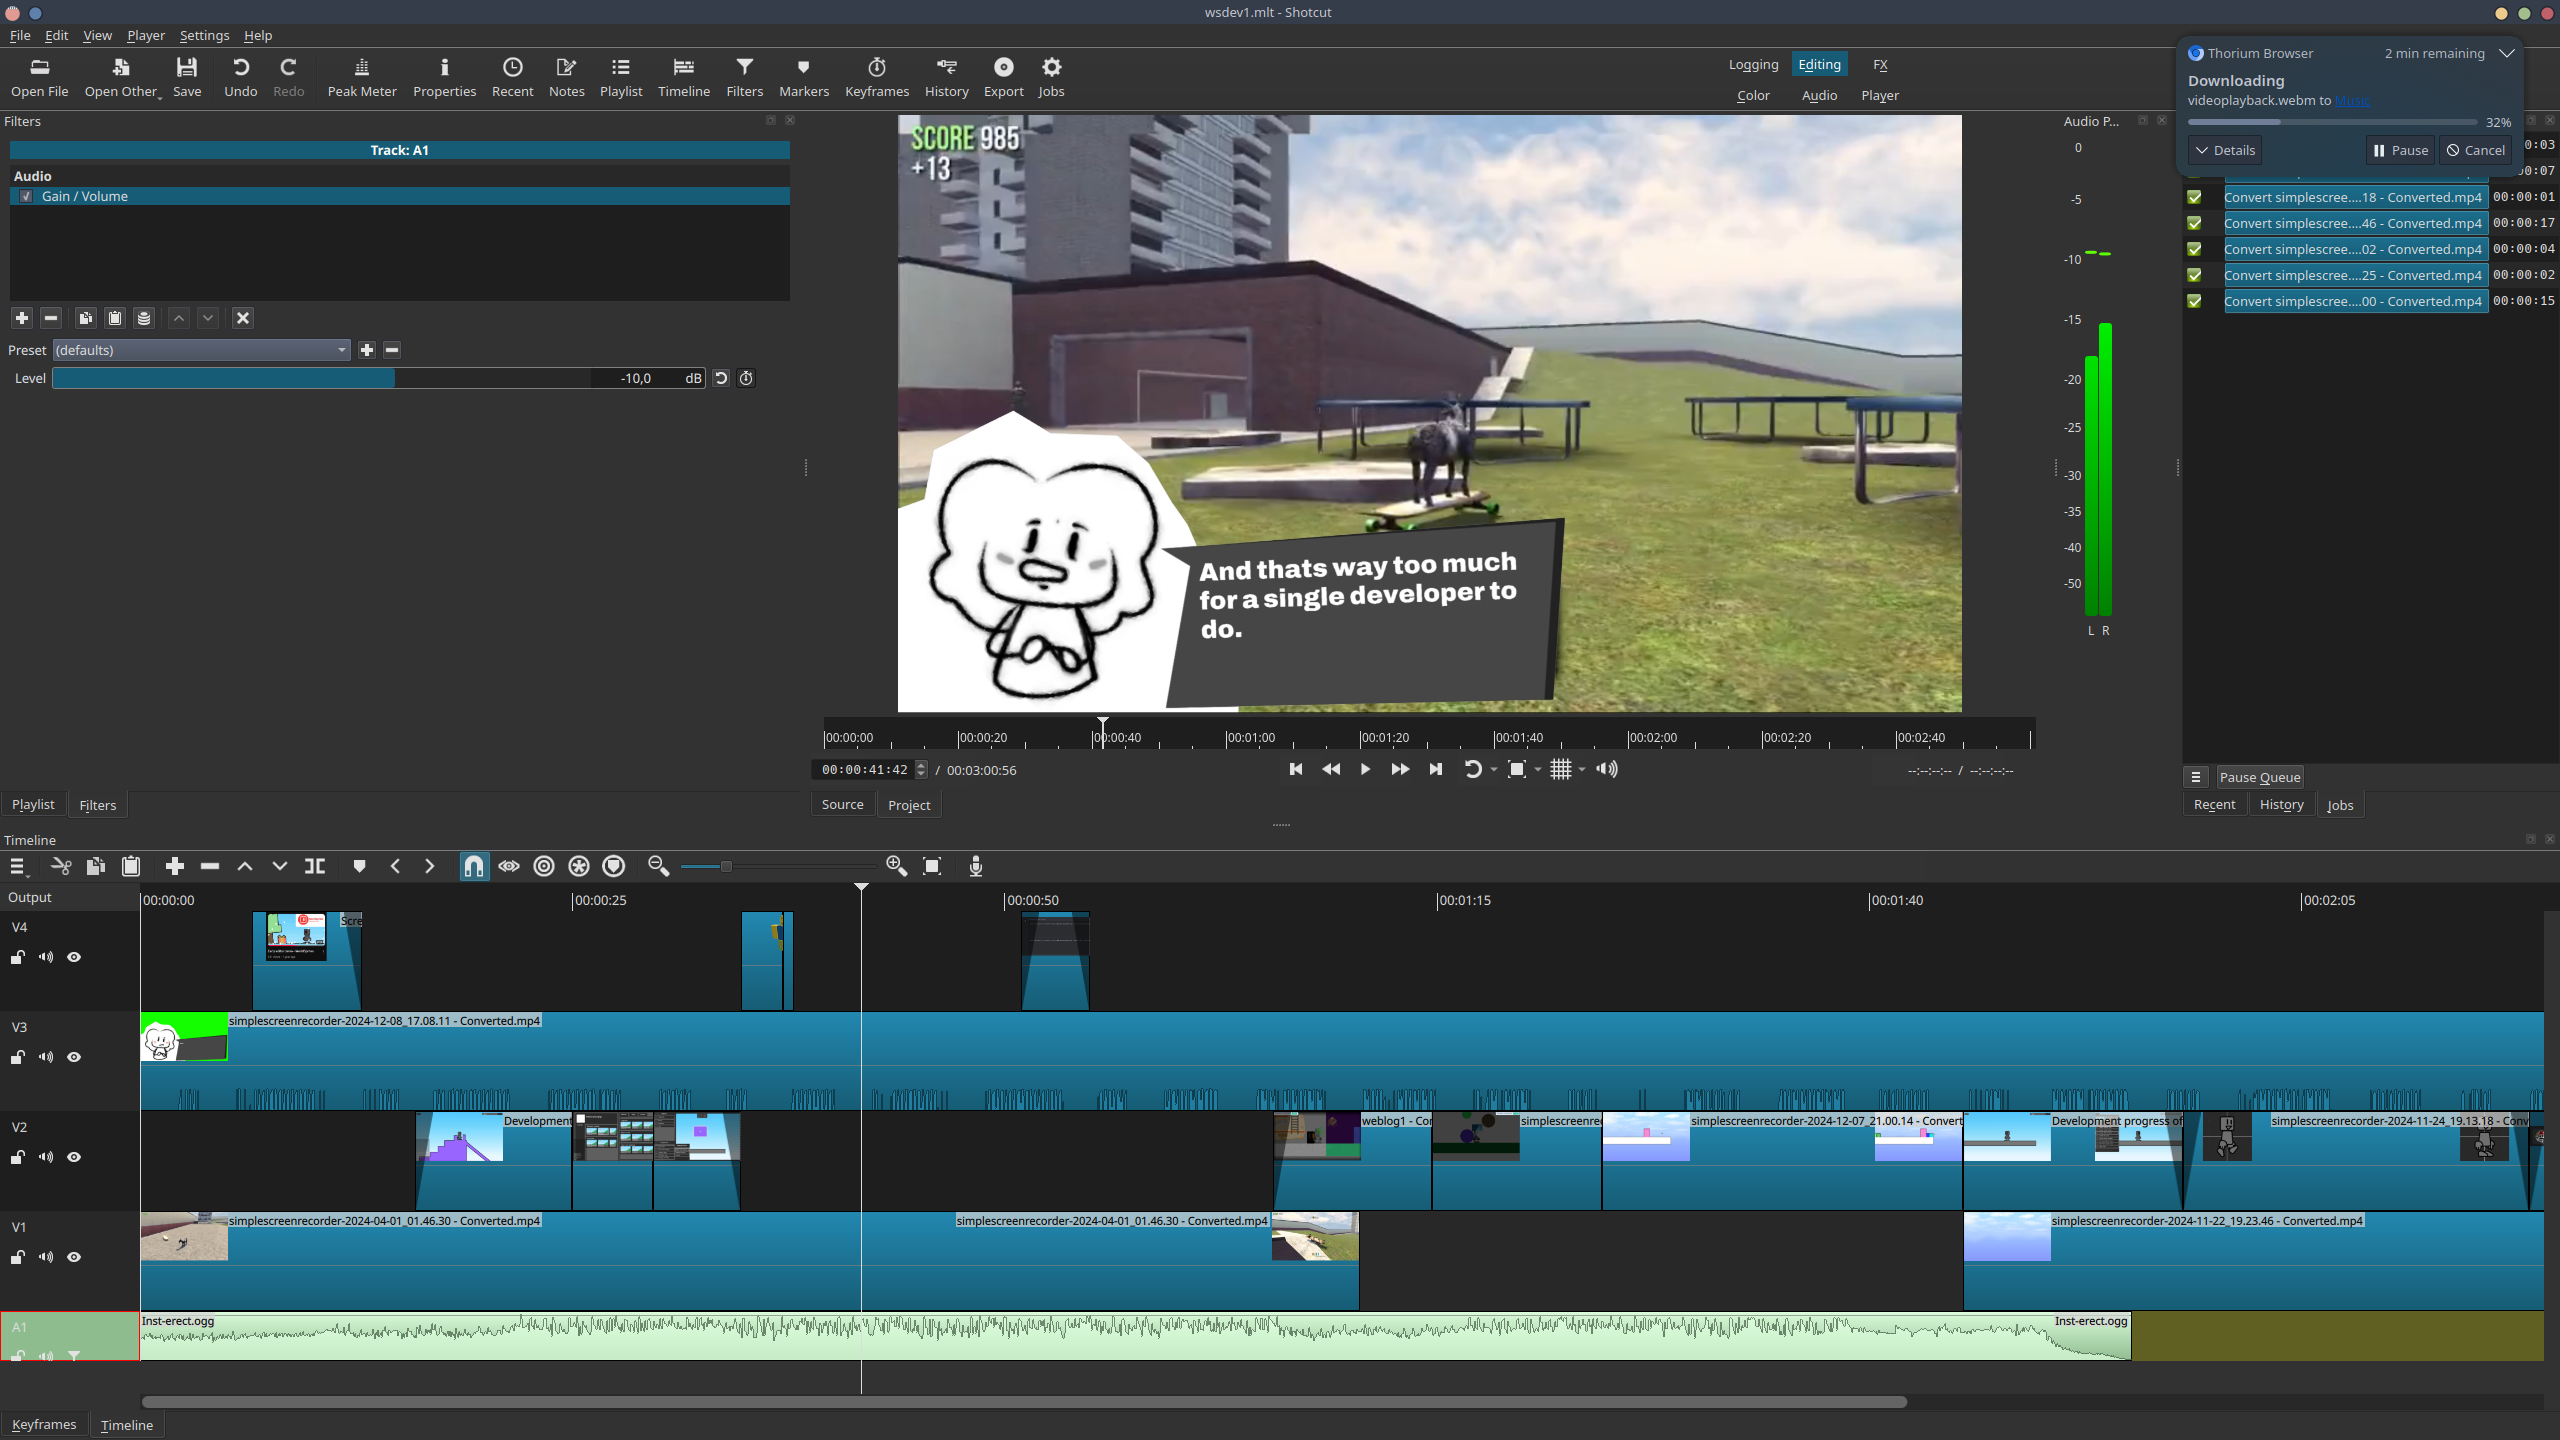 wsdev1.mlt - Shotcut
File Edit View Player Settings Help
Open File Open Other Save Undo Redo Peak Meter Properties Recent Notes Playlist Timeline Filters Markers Keyframes History Export Jobs
Logging Editing FX
Color Audio Player
Thorium Browser 2 min remaining
Downloading
videoplayback.webm to Music
32%
Details Pause Cancel
Filters
Track: A1
Audio
Gain / Volume
Preset (defaults)
Level -10,0 dB
SCORE 985
+13
And thats way too much
for a single developer to
do.
Audio P...
0
-5
-10
-15
-20
-25
-30
-35
-40
-50
L R
0:03
0:07
Convert simplescree....18 - Converted.mp4 00:00:01
Convert simplescree....46 - Converted.mp4 00:00:17
Convert simplescree....02 - Converted.mp4 00:00:04
Convert simplescree....25 - Converted.mp4 00:00:02
Convert simplescree....00 - Converted.mp4 00:00:15
00:00:00 00:00:20 00:00:40 00:01:00 00:01:20 00:01:40 00:02:00 00:02:20 00:02:40
00:00:41:42 / 00:03:00:56 --:--:--:-- / --:--:--:--
Pause Queue
Playlist Filters
Source Project
Recent History Jobs
Timeline
Output 00:00:00 00:00:25 00:00:50 00:01:15 00:01:40 00:02:05
V4 Scre
V3 simplescreenrecorder-2024-12-08_17.08.11 - Converted.mp4
V2 Development weblog1 - Cor simplescreenre simplescreenrecorder-2024-12-07_21.00.14 - Convert Development progress of simplescreenrecorder-2024-11-24_19.13.18 - Conv
V1 simplescreenrecorder-2024-04-01_01.46.30 - Converted.mp4 simplescreenrecorder-2024-04-01_01.46.30 - Converted.mp4 simplescreenrecorder-2024-11-22_19.23.46 - Converted.mp4
A1 Inst-erect.ogg Inst-erect.ogg
Keyframes Timeline